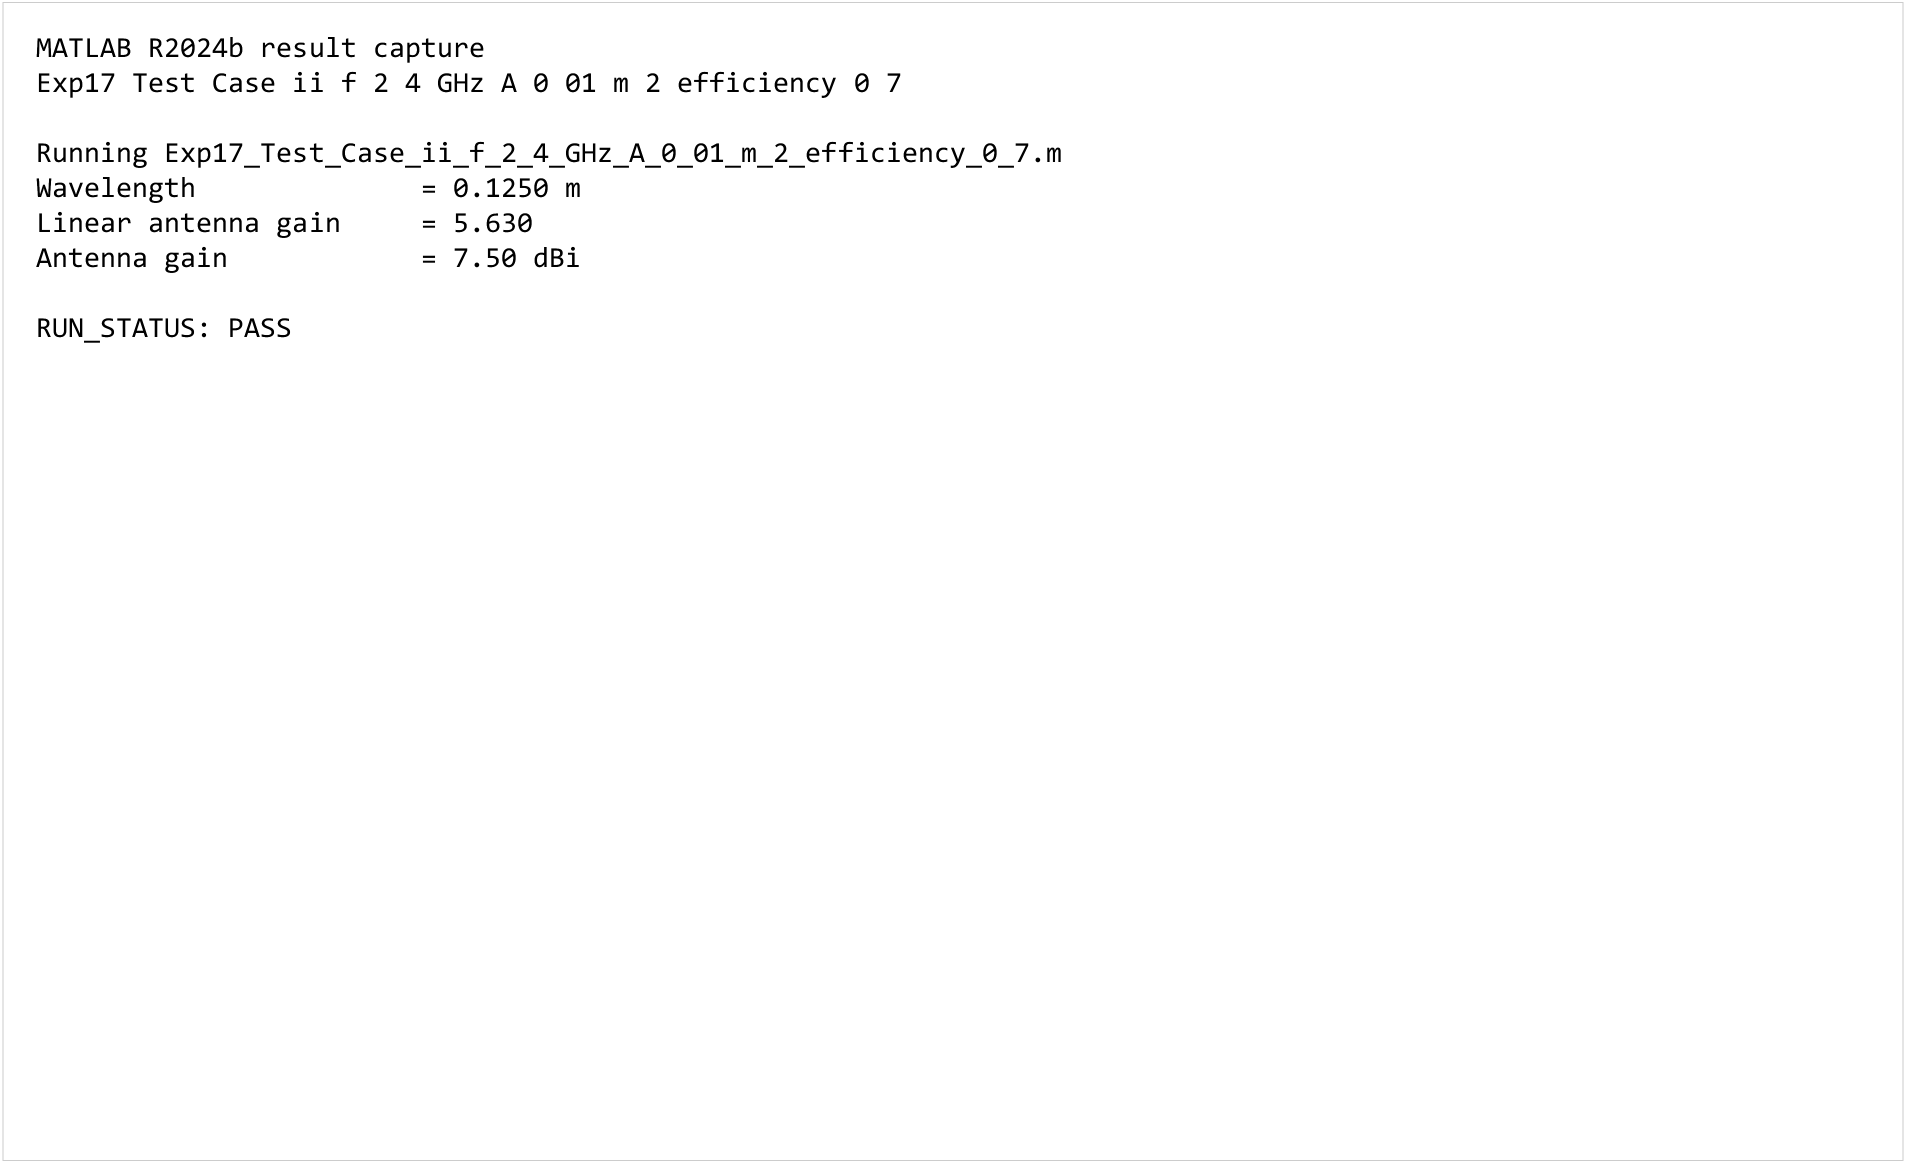 MATLAB R2024b result capture
Exp17 Test Case ii f 2 4 GHz A 0 01 m 2 efficiency 0 7
Running Exp17_Test_Case_ii_f_2_4_GHz_A_0_01_m_2_efficiency_0_7.m
Wavelength = 0.1250 m
Linear antenna gain = 5.630
Antenna gain = 7.50 dBi
RUN_STATUS: PASS